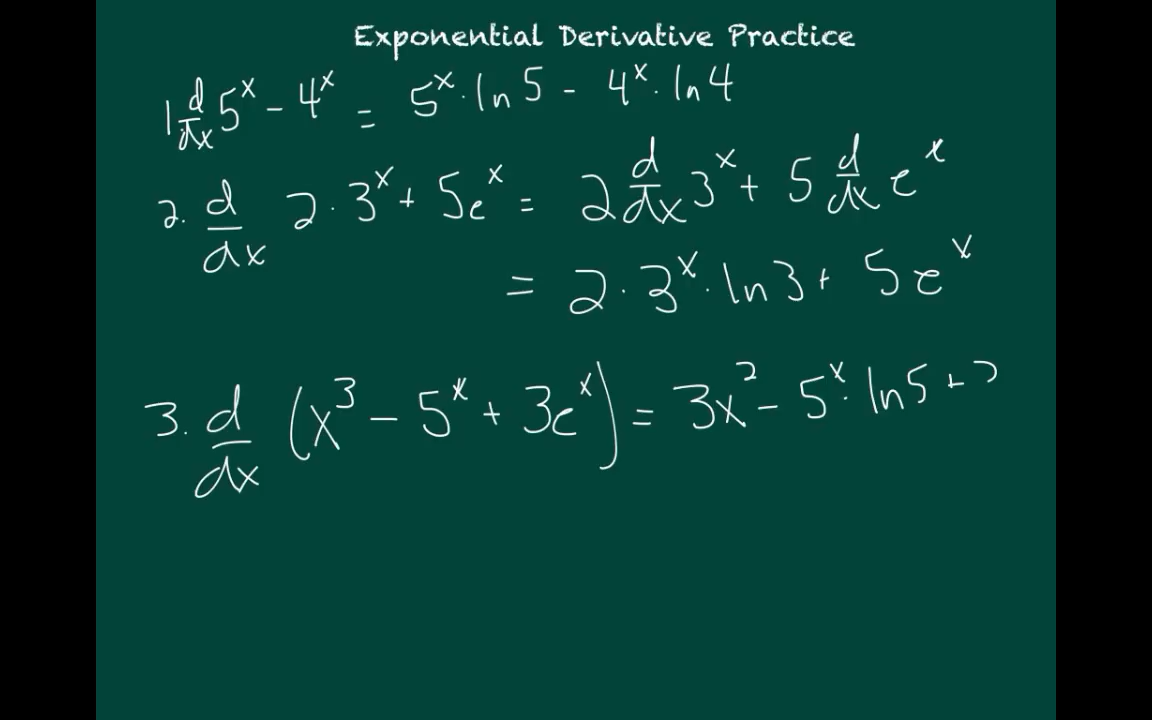 Exponential Derivative Practice
1 d/dx 5^x - 4^x = 5^x · ln 5 - 4^x · ln 4
2. d/dx 2 · 3^x + 5e^x = 2 d/dx 3^x + 5 d/dx e^x
= 2 · 3^x · ln 3 + 5e^x
3. d/dx (x^3 - 5^x + 3e^x) = 3x^2 - 5^x · ln 5 +